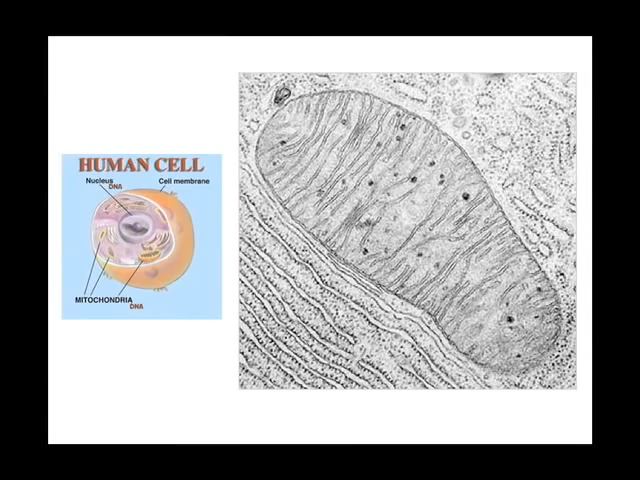 HUMAN CELL
Nucleus
DNA
Cell membrane
MITOCHONDRIA
DNA